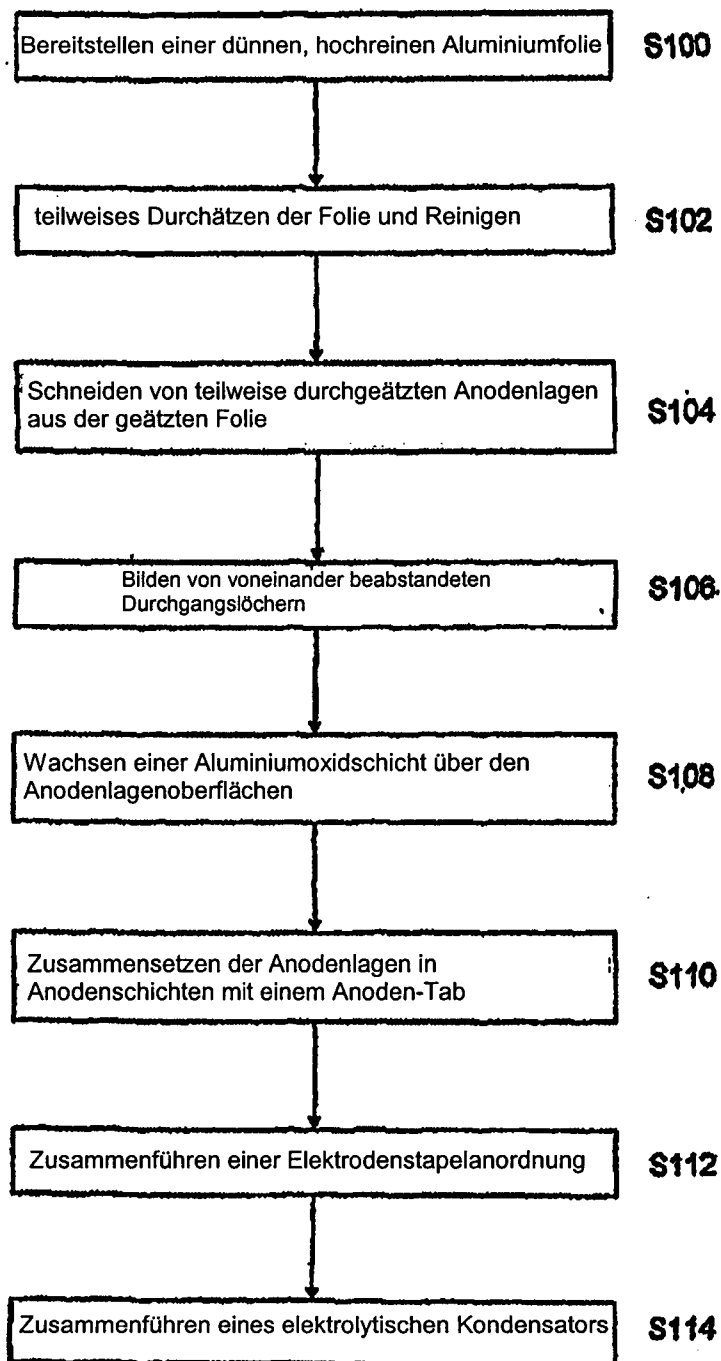 Bereitstellen einer dünnen, hochreinen Aluminiumfolie S100
teilweises Durchätzen der Folie und Reinigen S102
Schneiden von teilweise durchgeätzten Anodenlagen
aus der geätzten Folie S104
Bilden von voneinander beabstandeten
Durchgangslöchern S106
Wachsen einer Aluminiumoxidschicht über den
Anodenlagenoberflächen S108
Zusammensetzen der Anodenlagen in
Anodenschichten mit einem Anoden-Tab S110
Zusammenführen einer Elektrodenstapelanordnung S112
Zusammenführen eines elektrolytischen Kondensators S114